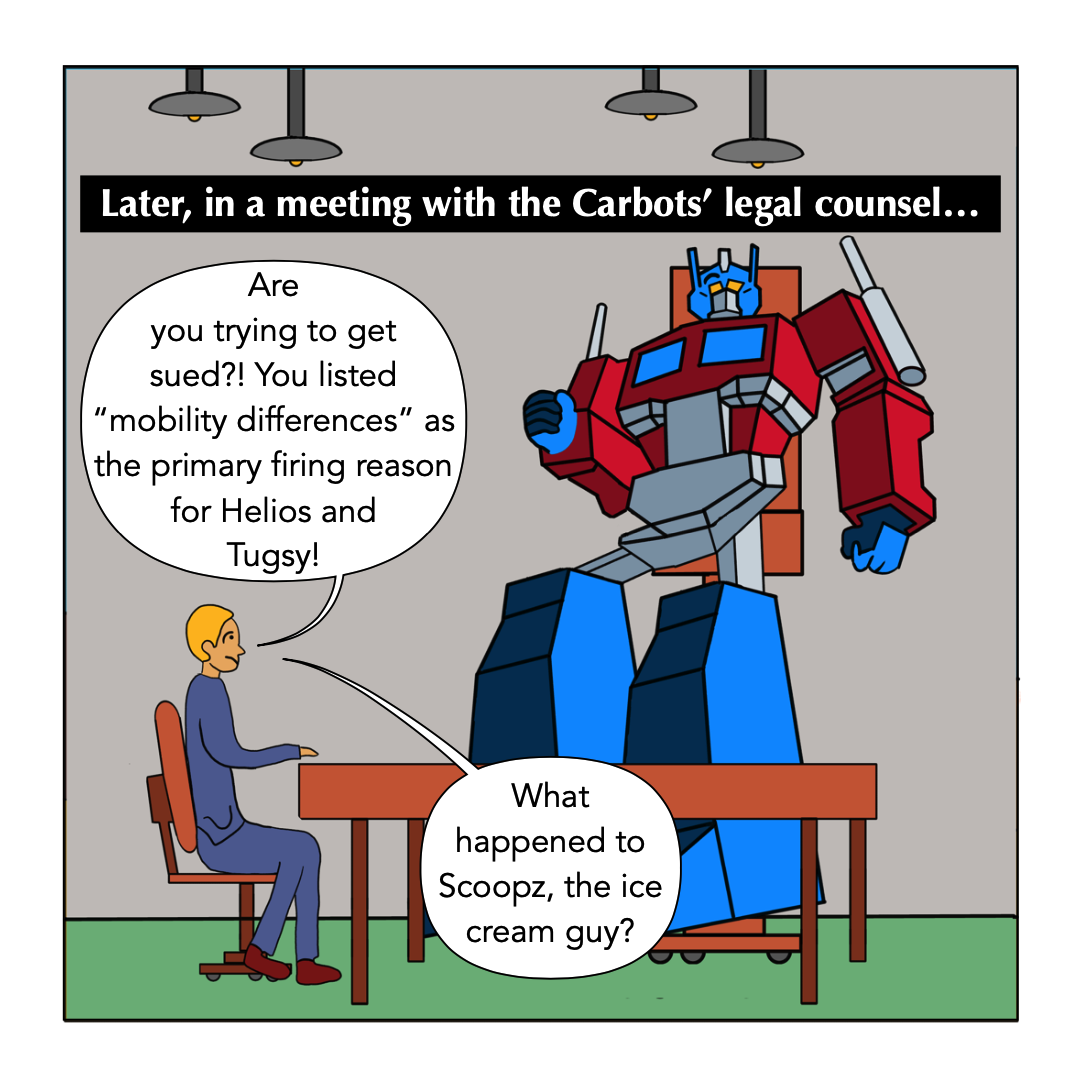 Later, in a meeting with the Carbots’ legal counsel…
Are
you trying to get
sued?! You listed
“mobility differences” as
the primary firing reason
for Helios and
Tugsy!
What
happened to
Scoopz, the ice
cream guy?